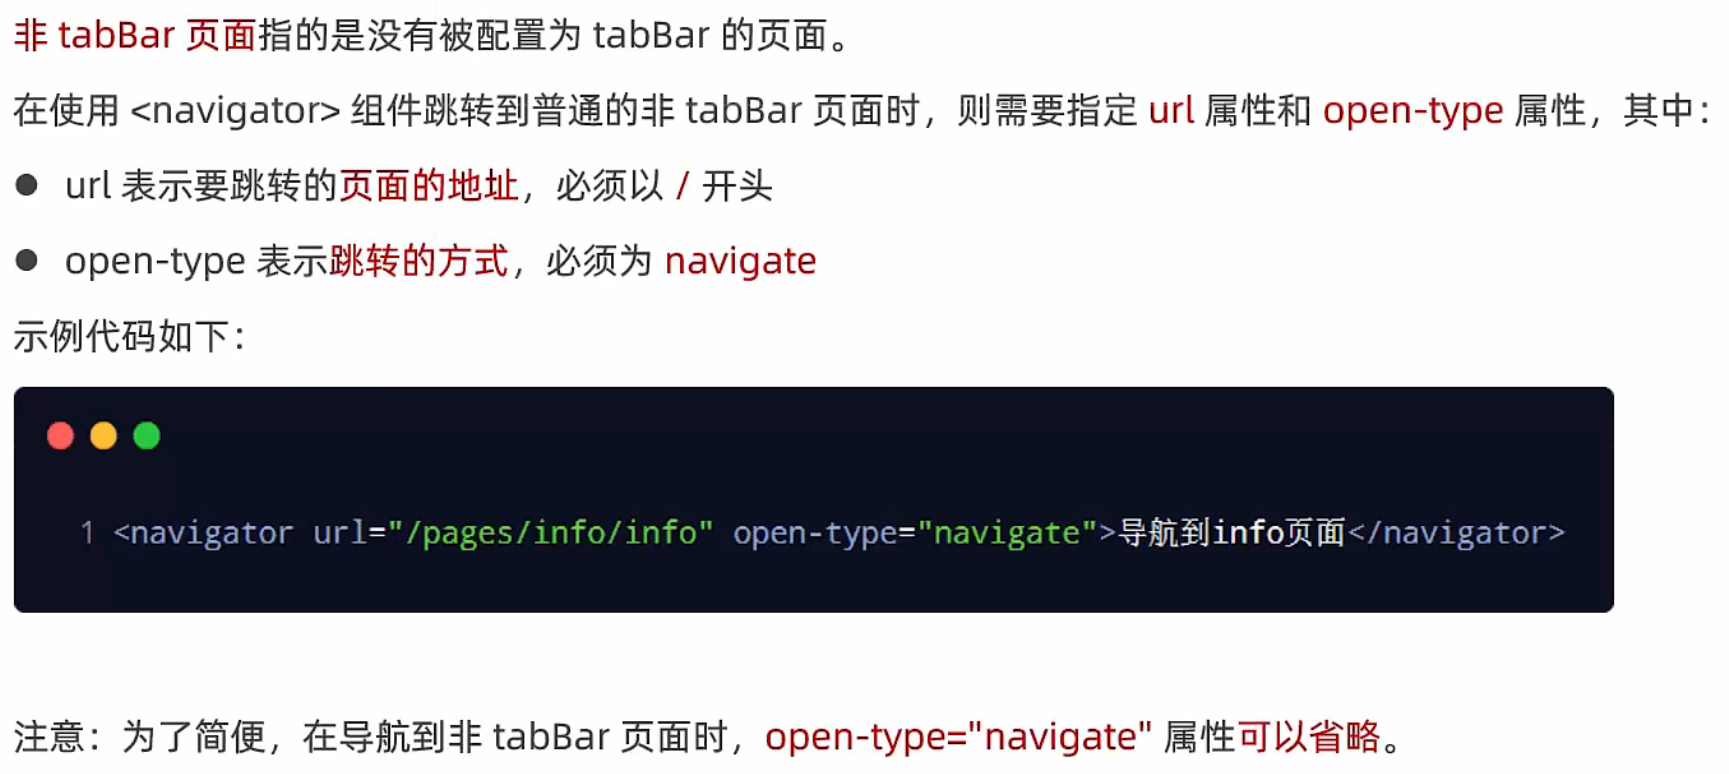 非 tabBar 页面指的是没有被配置为 tabBar 的页面。
在使用 <navigator> 组件跳转到普通的非 tabBar 页面时，则需要指定 url 属性和 open-type 属性，其中：
● url 表示要跳转的页面的地址，必须以 / 开头
● open-type 表示跳转的方式，必须为 navigate
示例代码如下：
1 <navigator url="/pages/info/info" open-type="navigate">导航到info页面</navigator>
注意：为了简便，在导航到非 tabBar 页面时，open-type="navigate" 属性可以省略。